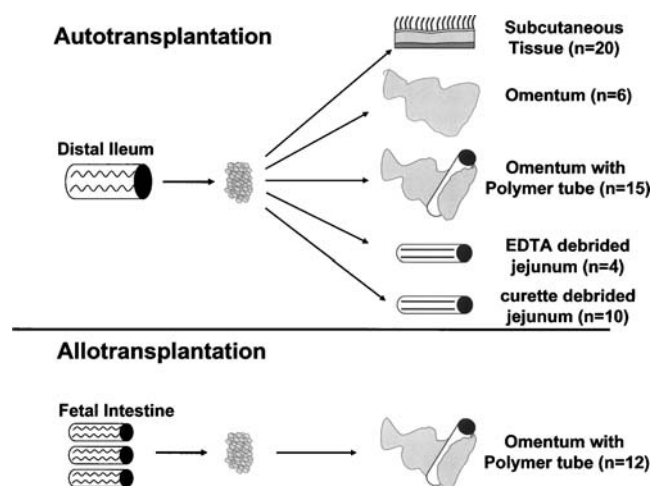 Autotransplantation
Subcutaneous
Tissue (n=20)
Omentum (n=6)
Distal Ileum
Omentum with
Polymer tube (n=15)
EDTA debrided
jejunum (n=4)
curette debrided
jejunum (n=10)
Allotransplantation
Fetal Intestine
Omentum with
Polymer tube (n=12)